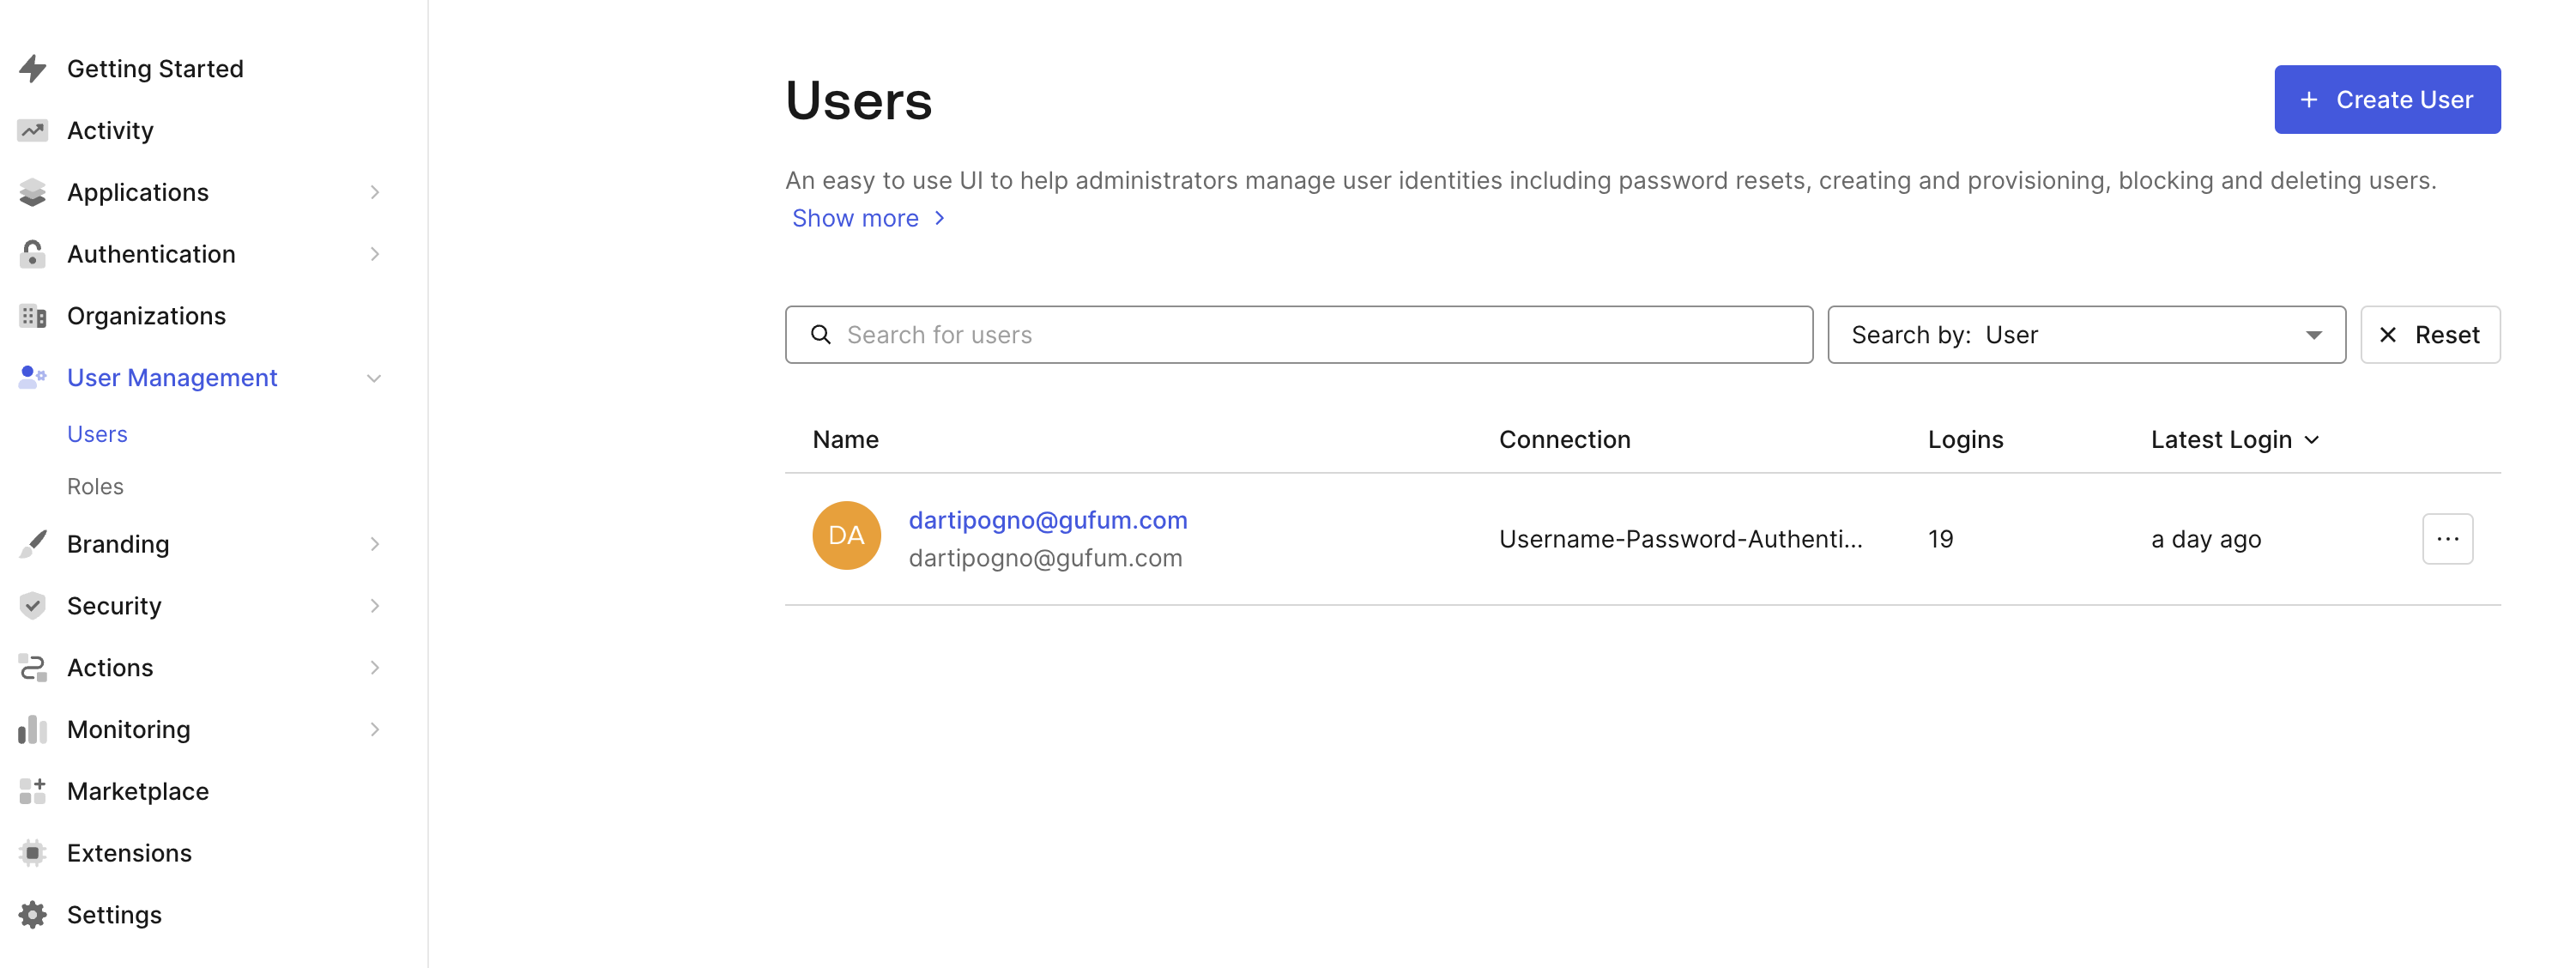 Getting Started
Activity
Applications
Authentication
Organizations
User Management
Users
Roles
Branding
Security
Actions
Monitoring
Marketplace
Extensions
Settings
Users
+ Create User
An easy to use UI to help administrators manage user identities including password resets, creating and provisioning, blocking and deleting users.
Show more
Search for users
Search by: User
Reset
Name Connection Logins Latest Login
DA
dartipogno@gufum.com
dartipogno@gufum.com
Username-Password-Authenti...
19
a day ago
...